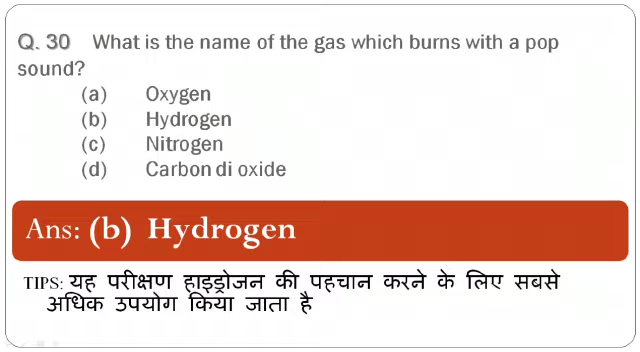 Q. 30 What is the name of the gas which burns with a pop
sound?
(a) Oxygen
(b) Hydrogen
(c) Nitrogen
(d) Carbon di oxide
Ans: (b) Hydrogen
TIPS: यह परीक्षण हाइड्रोजन की पहचान करने के लिए सबसे
अधिक उपयोग किया जाता है